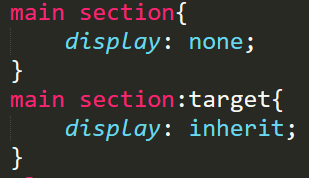 main section{
    display: none;
}
main section:target{
    display: inherit;
}